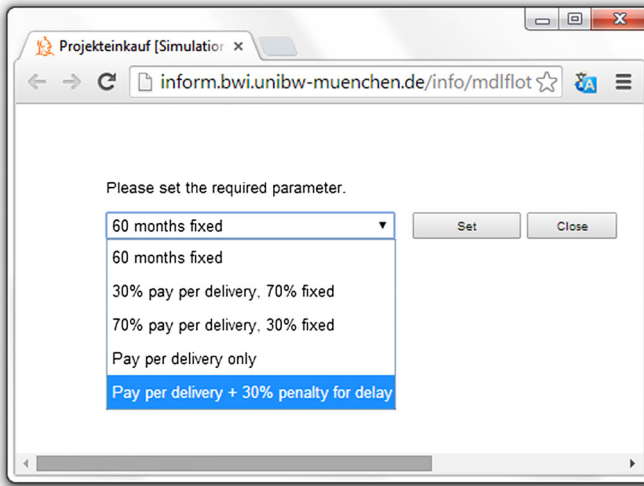 Projekteinkauf [Simulation
inform.bwi.unibw-muenchen.de/info/mdlflot
Please set the required parameter.
60 months fixed
Set
Close
60 months fixed
30% pay per delivery, 70% fixed
70% pay per delivery, 30% fixed
Pay per delivery only
Pay per delivery + 30% penalty for delay